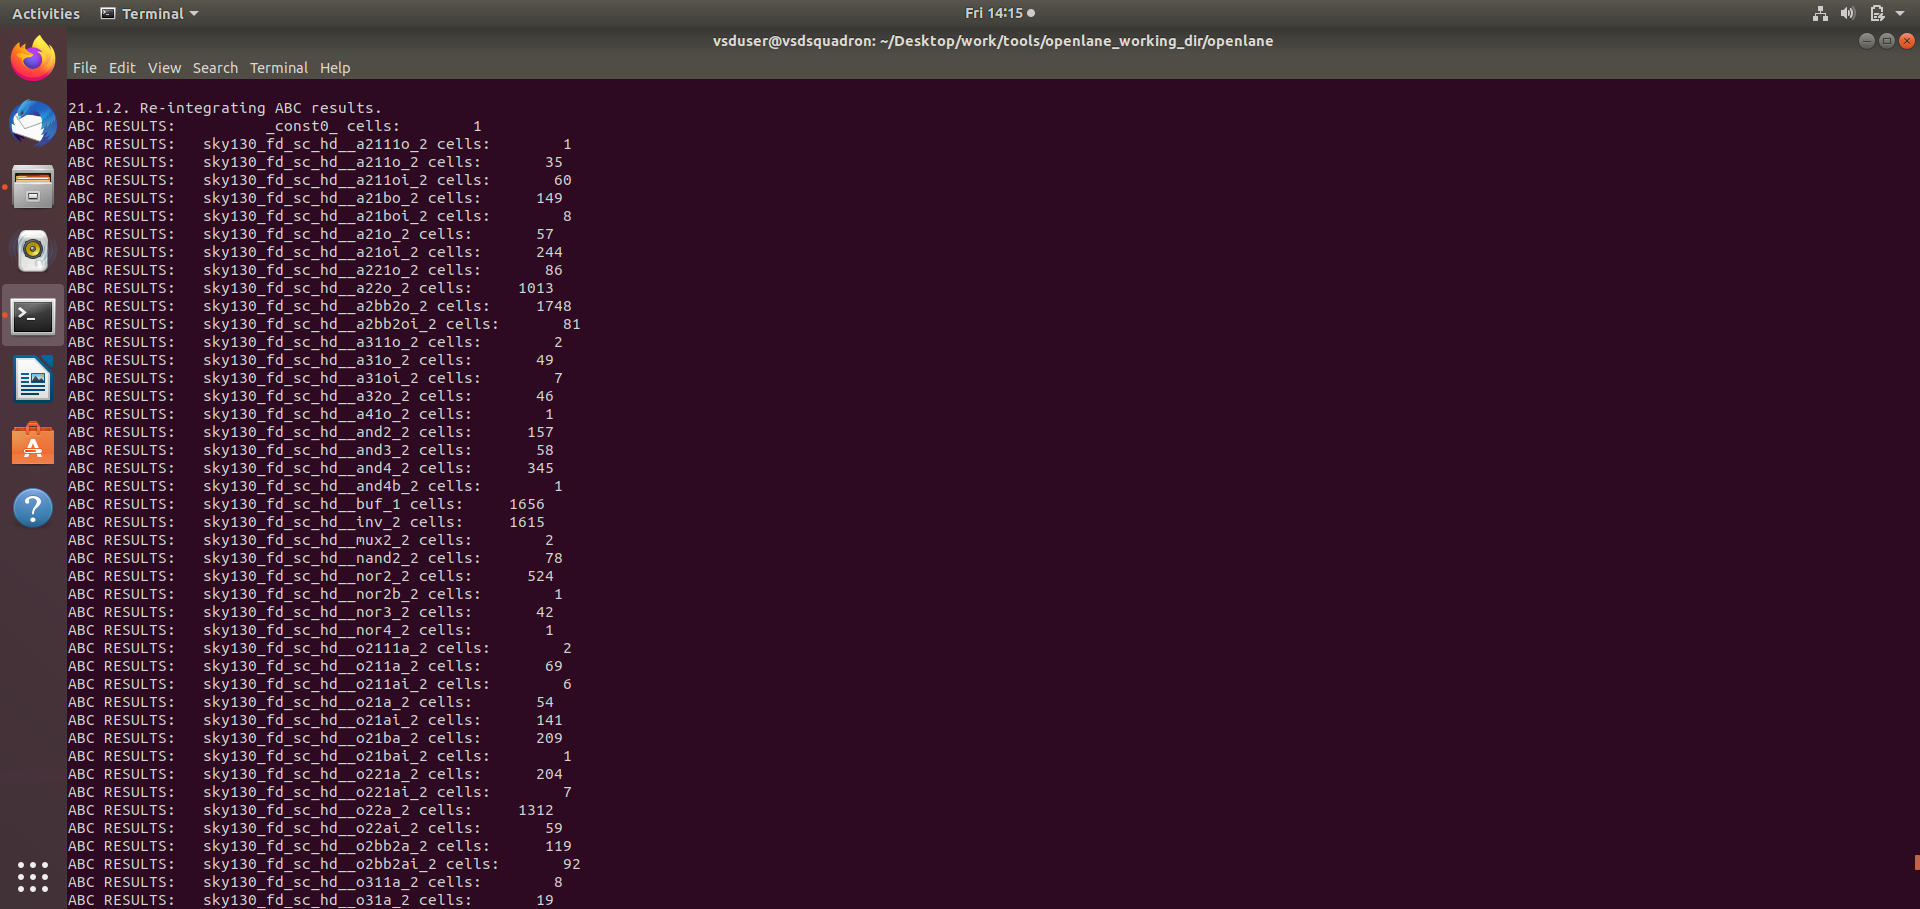 Activities Terminal Fri 14:15
vsduser@vsdsquadron: ~/Desktop/work/tools/openlane_working_dir/openlane
File Edit View Search Terminal Help
21.1.2. Re-integrating ABC results.
ABC RESULTS: _const0_ cells: 1
ABC RESULTS: sky130_fd_sc_hd__a2111o_2 cells: 1
ABC RESULTS: sky130_fd_sc_hd__a211o_2 cells: 35
ABC RESULTS: sky130_fd_sc_hd__a211oi_2 cells: 60
ABC RESULTS: sky130_fd_sc_hd__a21bo_2 cells: 149
ABC RESULTS: sky130_fd_sc_hd__a21boi_2 cells: 8
ABC RESULTS: sky130_fd_sc_hd__a21o_2 cells: 57
ABC RESULTS: sky130_fd_sc_hd__a21oi_2 cells: 244
ABC RESULTS: sky130_fd_sc_hd__a221o_2 cells: 86
ABC RESULTS: sky130_fd_sc_hd__a22o_2 cells: 1013
ABC RESULTS: sky130_fd_sc_hd__a2bb2o_2 cells: 1748
ABC RESULTS: sky130_fd_sc_hd__a2bb2oi_2 cells: 81
ABC RESULTS: sky130_fd_sc_hd__a311o_2 cells: 2
ABC RESULTS: sky130_fd_sc_hd__a31o_2 cells: 49
ABC RESULTS: sky130_fd_sc_hd__a31oi_2 cells: 7
ABC RESULTS: sky130_fd_sc_hd__a32o_2 cells: 46
ABC RESULTS: sky130_fd_sc_hd__a41o_2 cells: 1
ABC RESULTS: sky130_fd_sc_hd__and2_2 cells: 157
ABC RESULTS: sky130_fd_sc_hd__and3_2 cells: 58
ABC RESULTS: sky130_fd_sc_hd__and4_2 cells: 345
ABC RESULTS: sky130_fd_sc_hd__and4b_2 cells: 1
ABC RESULTS: sky130_fd_sc_hd__buf_1 cells: 1656
ABC RESULTS: sky130_fd_sc_hd__inv_2 cells: 1615
ABC RESULTS: sky130_fd_sc_hd__mux2_2 cells: 2
ABC RESULTS: sky130_fd_sc_hd__nand2_2 cells: 78
ABC RESULTS: sky130_fd_sc_hd__nor2_2 cells: 524
ABC RESULTS: sky130_fd_sc_hd__nor2b_2 cells: 1
ABC RESULTS: sky130_fd_sc_hd__nor3_2 cells: 42
ABC RESULTS: sky130_fd_sc_hd__nor4_2 cells: 1
ABC RESULTS: sky130_fd_sc_hd__o2111a_2 cells: 2
ABC RESULTS: sky130_fd_sc_hd__o211a_2 cells: 69
ABC RESULTS: sky130_fd_sc_hd__o211ai_2 cells: 6
ABC RESULTS: sky130_fd_sc_hd__o21a_2 cells: 54
ABC RESULTS: sky130_fd_sc_hd__o21ai_2 cells: 141
ABC RESULTS: sky130_fd_sc_hd__o21ba_2 cells: 209
ABC RESULTS: sky130_fd_sc_hd__o21bai_2 cells: 1
ABC RESULTS: sky130_fd_sc_hd__o221a_2 cells: 204
ABC RESULTS: sky130_fd_sc_hd__o221ai_2 cells: 7
ABC RESULTS: sky130_fd_sc_hd__o22a_2 cells: 1312
ABC RESULTS: sky130_fd_sc_hd__o22ai_2 cells: 59
ABC RESULTS: sky130_fd_sc_hd__o2bb2a_2 cells: 119
ABC RESULTS: sky130_fd_sc_hd__o2bb2ai_2 cells: 92
ABC RESULTS: sky130_fd_sc_hd__o311a_2 cells: 8
ABC RESULTS: sky130_fd_sc_hd__o31a_2 cells: 19